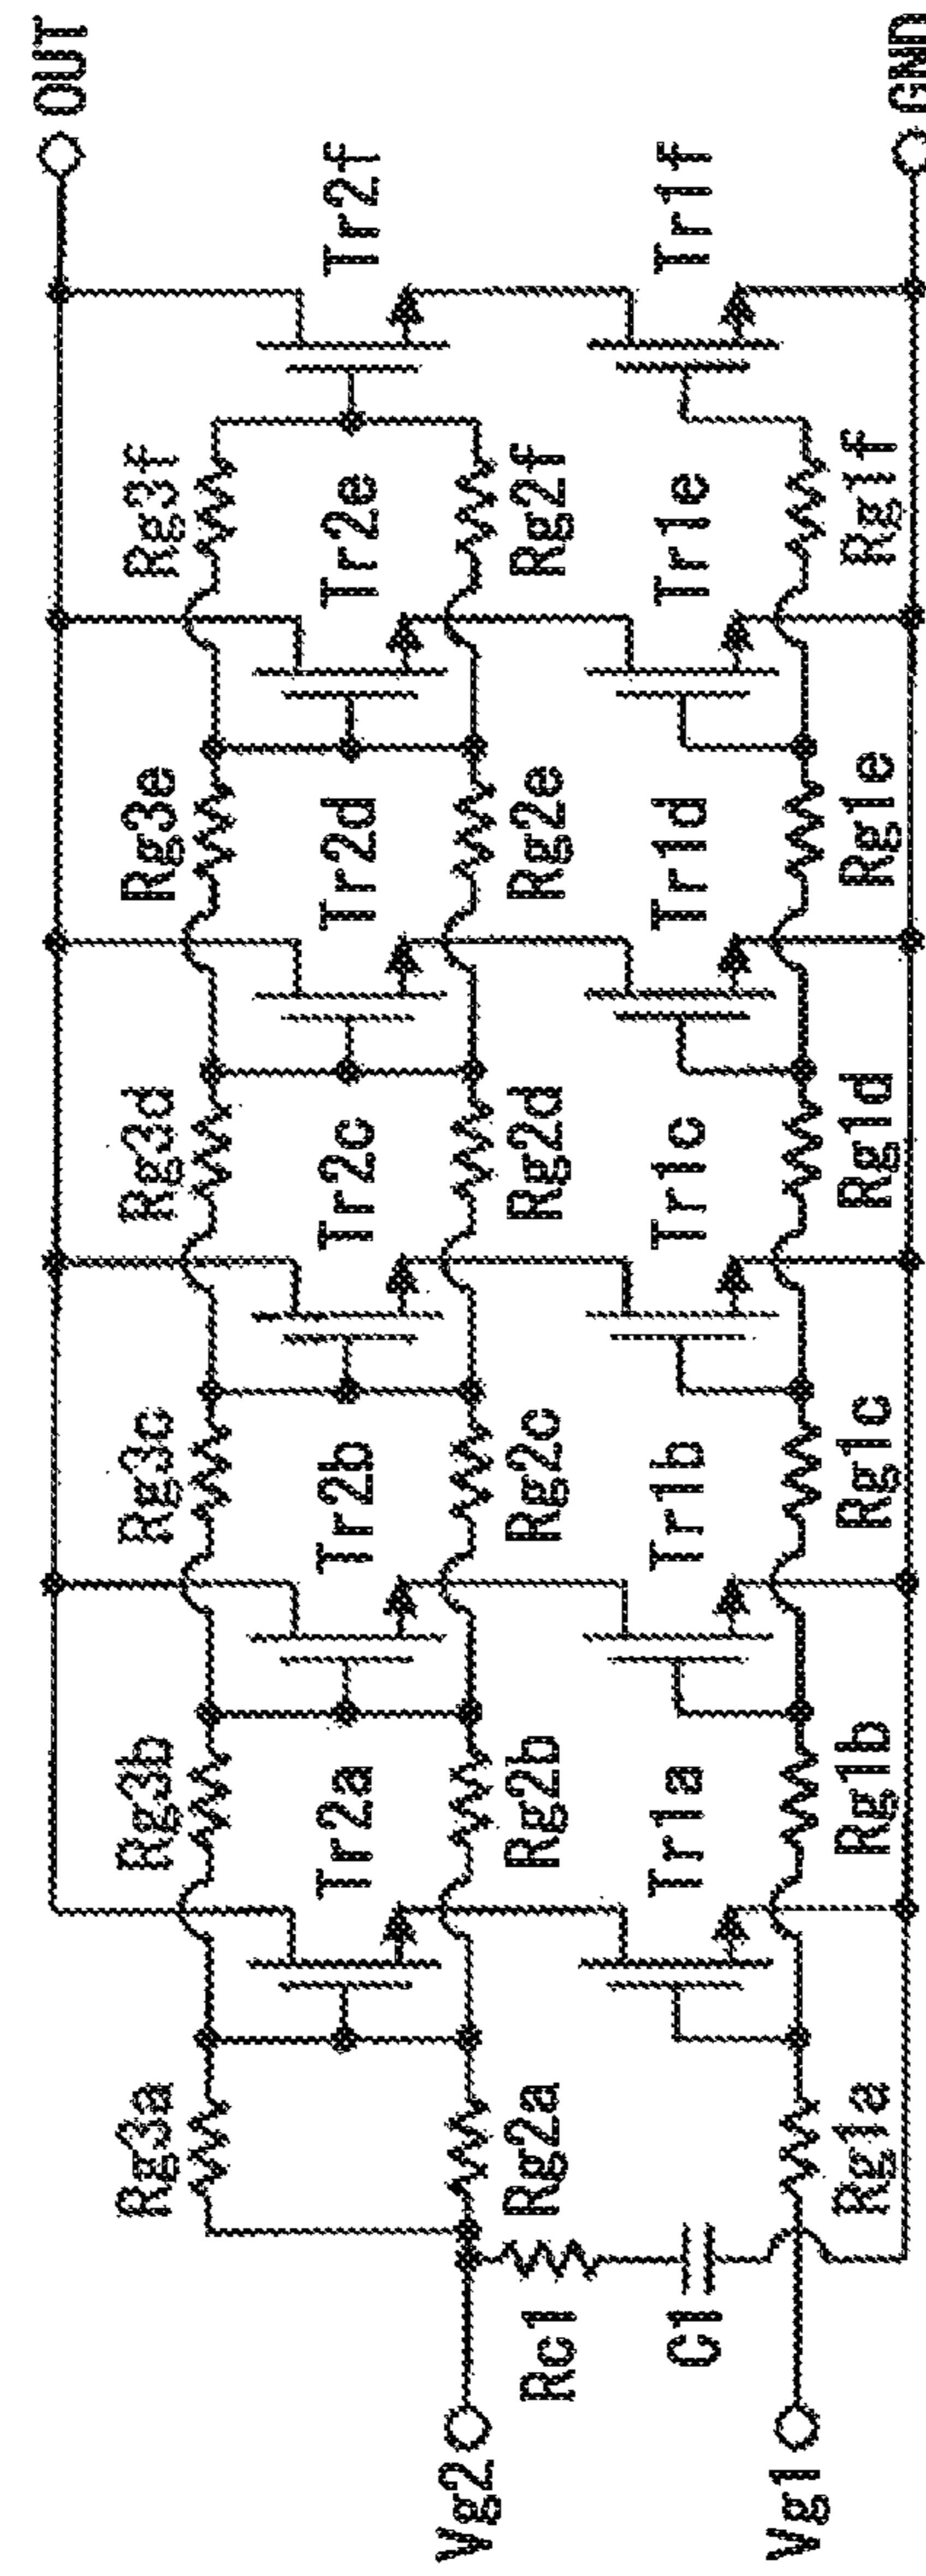 OUT
GND
Tr2f
Tr1f
Rg3f
Tr2e
Rg2f
Tr1e
Rg1f
Rg3e
Tr2d
Rg2e
Tr1d
Rg1e
Rg3d
Tr2c
Rg2d
Tr1c
Rg1d
Rg3c
Tr2b
Rg2c
Tr1b
Rg1c
Rg3b
Tr2a
Rg2b
Tr1a
Rg1b
Rg3a
Rg2a
Rg1a
Rc1
C1
Vg2
Vg1